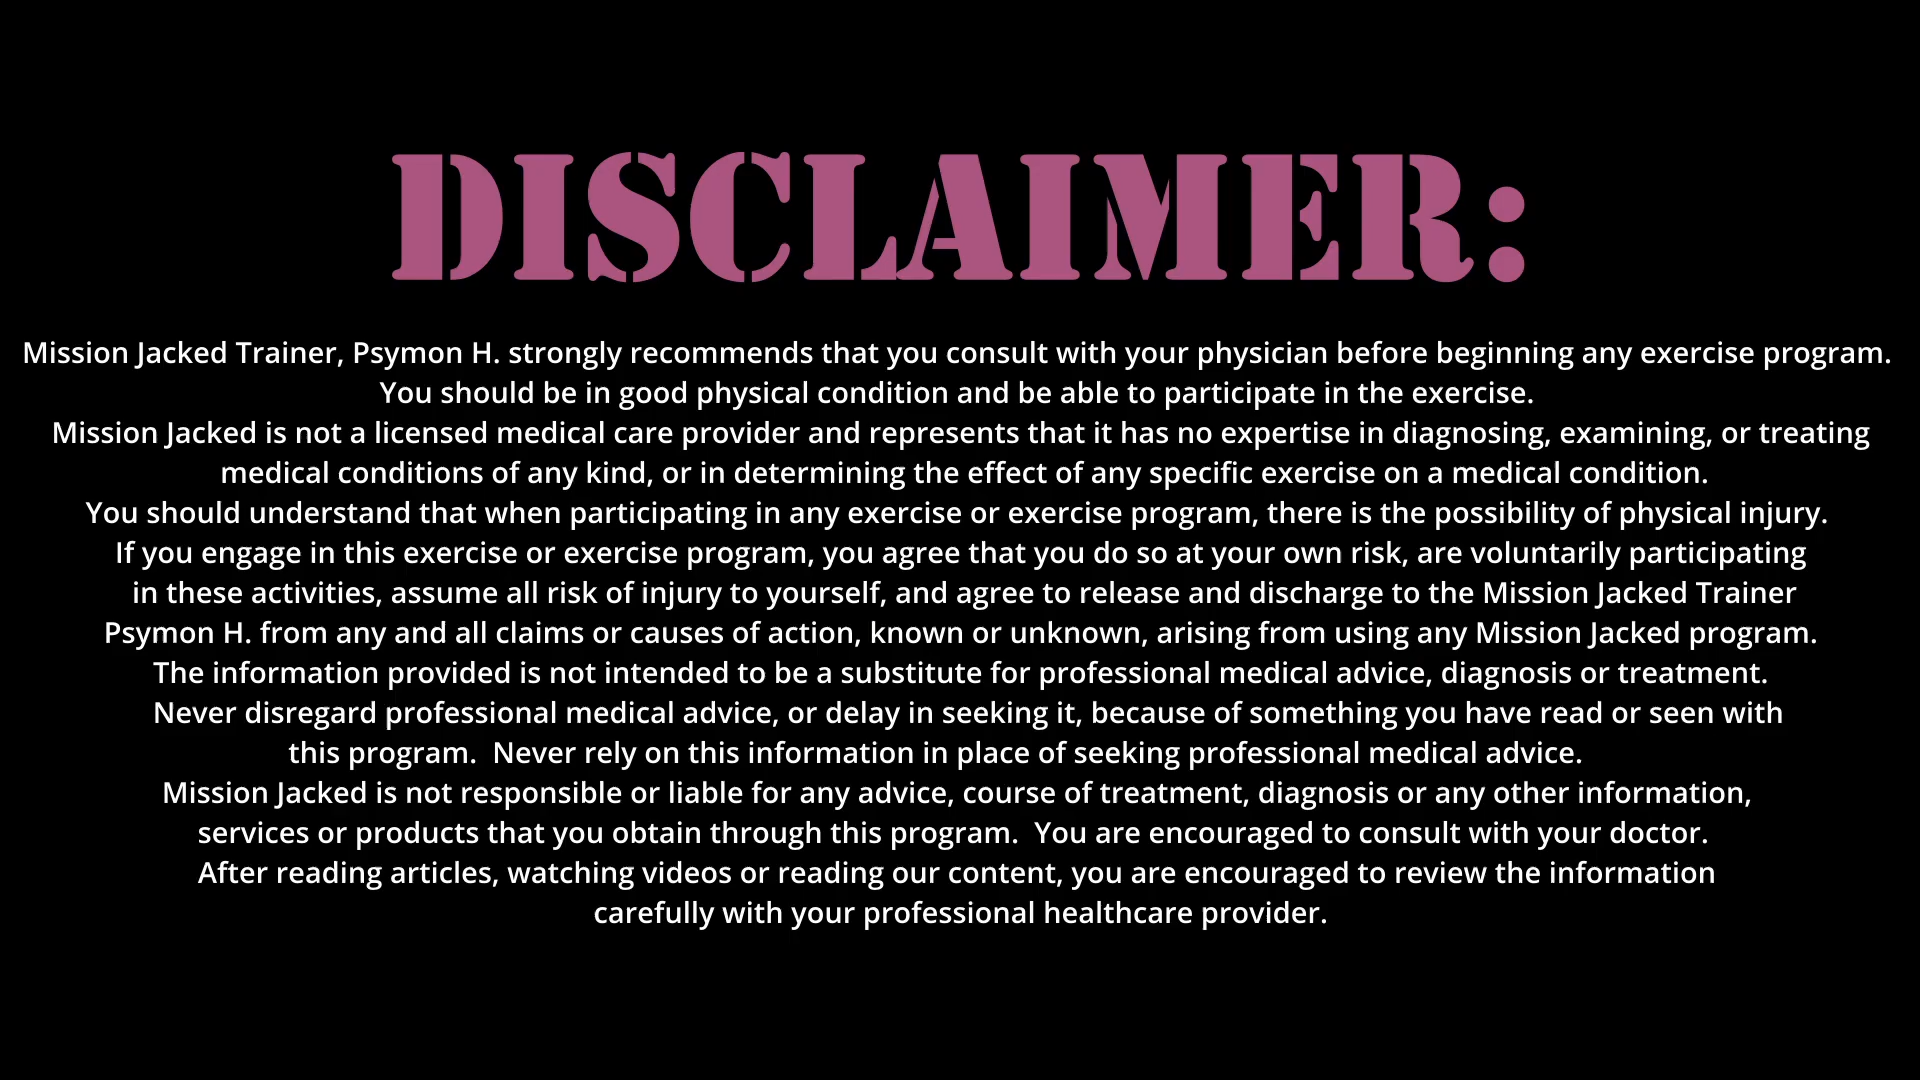 DISCLAIMER:
Mission Jacked Trainer, Psymon H. strongly recommends that you consult with your physician before beginning any exercise program.
You should be in good physical condition and be able to participate in the exercise.
Mission Jacked is not a licensed medical care provider and represents that it has no expertise in diagnosing, examining, or treating
medical conditions of any kind, or in determining the effect of any specific exercise on a medical condition.
You should understand that when participating in any exercise or exercise program, there is the possibility of physical injury.
If you engage in this exercise or exercise program, you agree that you do so at your own risk, are voluntarily participating
in these activities, assume all risk of injury to yourself, and agree to release and discharge to the Mission Jacked Trainer
Psymon H. from any and all claims or causes of action, known or unknown, arising from using any Mission Jacked program.
The information provided is not intended to be a substitute for professional medical advice, diagnosis or treatment.
Never disregard professional medical advice, or delay in seeking it, because of something you have read or seen with
this program.  Never rely on this information in place of seeking professional medical advice.
Mission Jacked is not responsible or liable for any advice, course of treatment, diagnosis or any other information,
services or products that you obtain through this program.  You are encouraged to consult with your doctor.
After reading articles, watching videos or reading our content, you are encouraged to review the information
carefully with your professional healthcare provider.